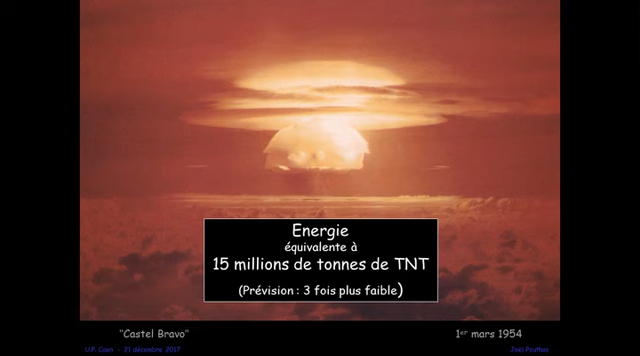 Energie
équivalente à
15 millions de tonnes de TNT
(Prévision : 3 fois plus faible)
"Castel Bravo"
1er mars 1954
U.P. Caen - 21 décembre 2017
Joël Pouthas